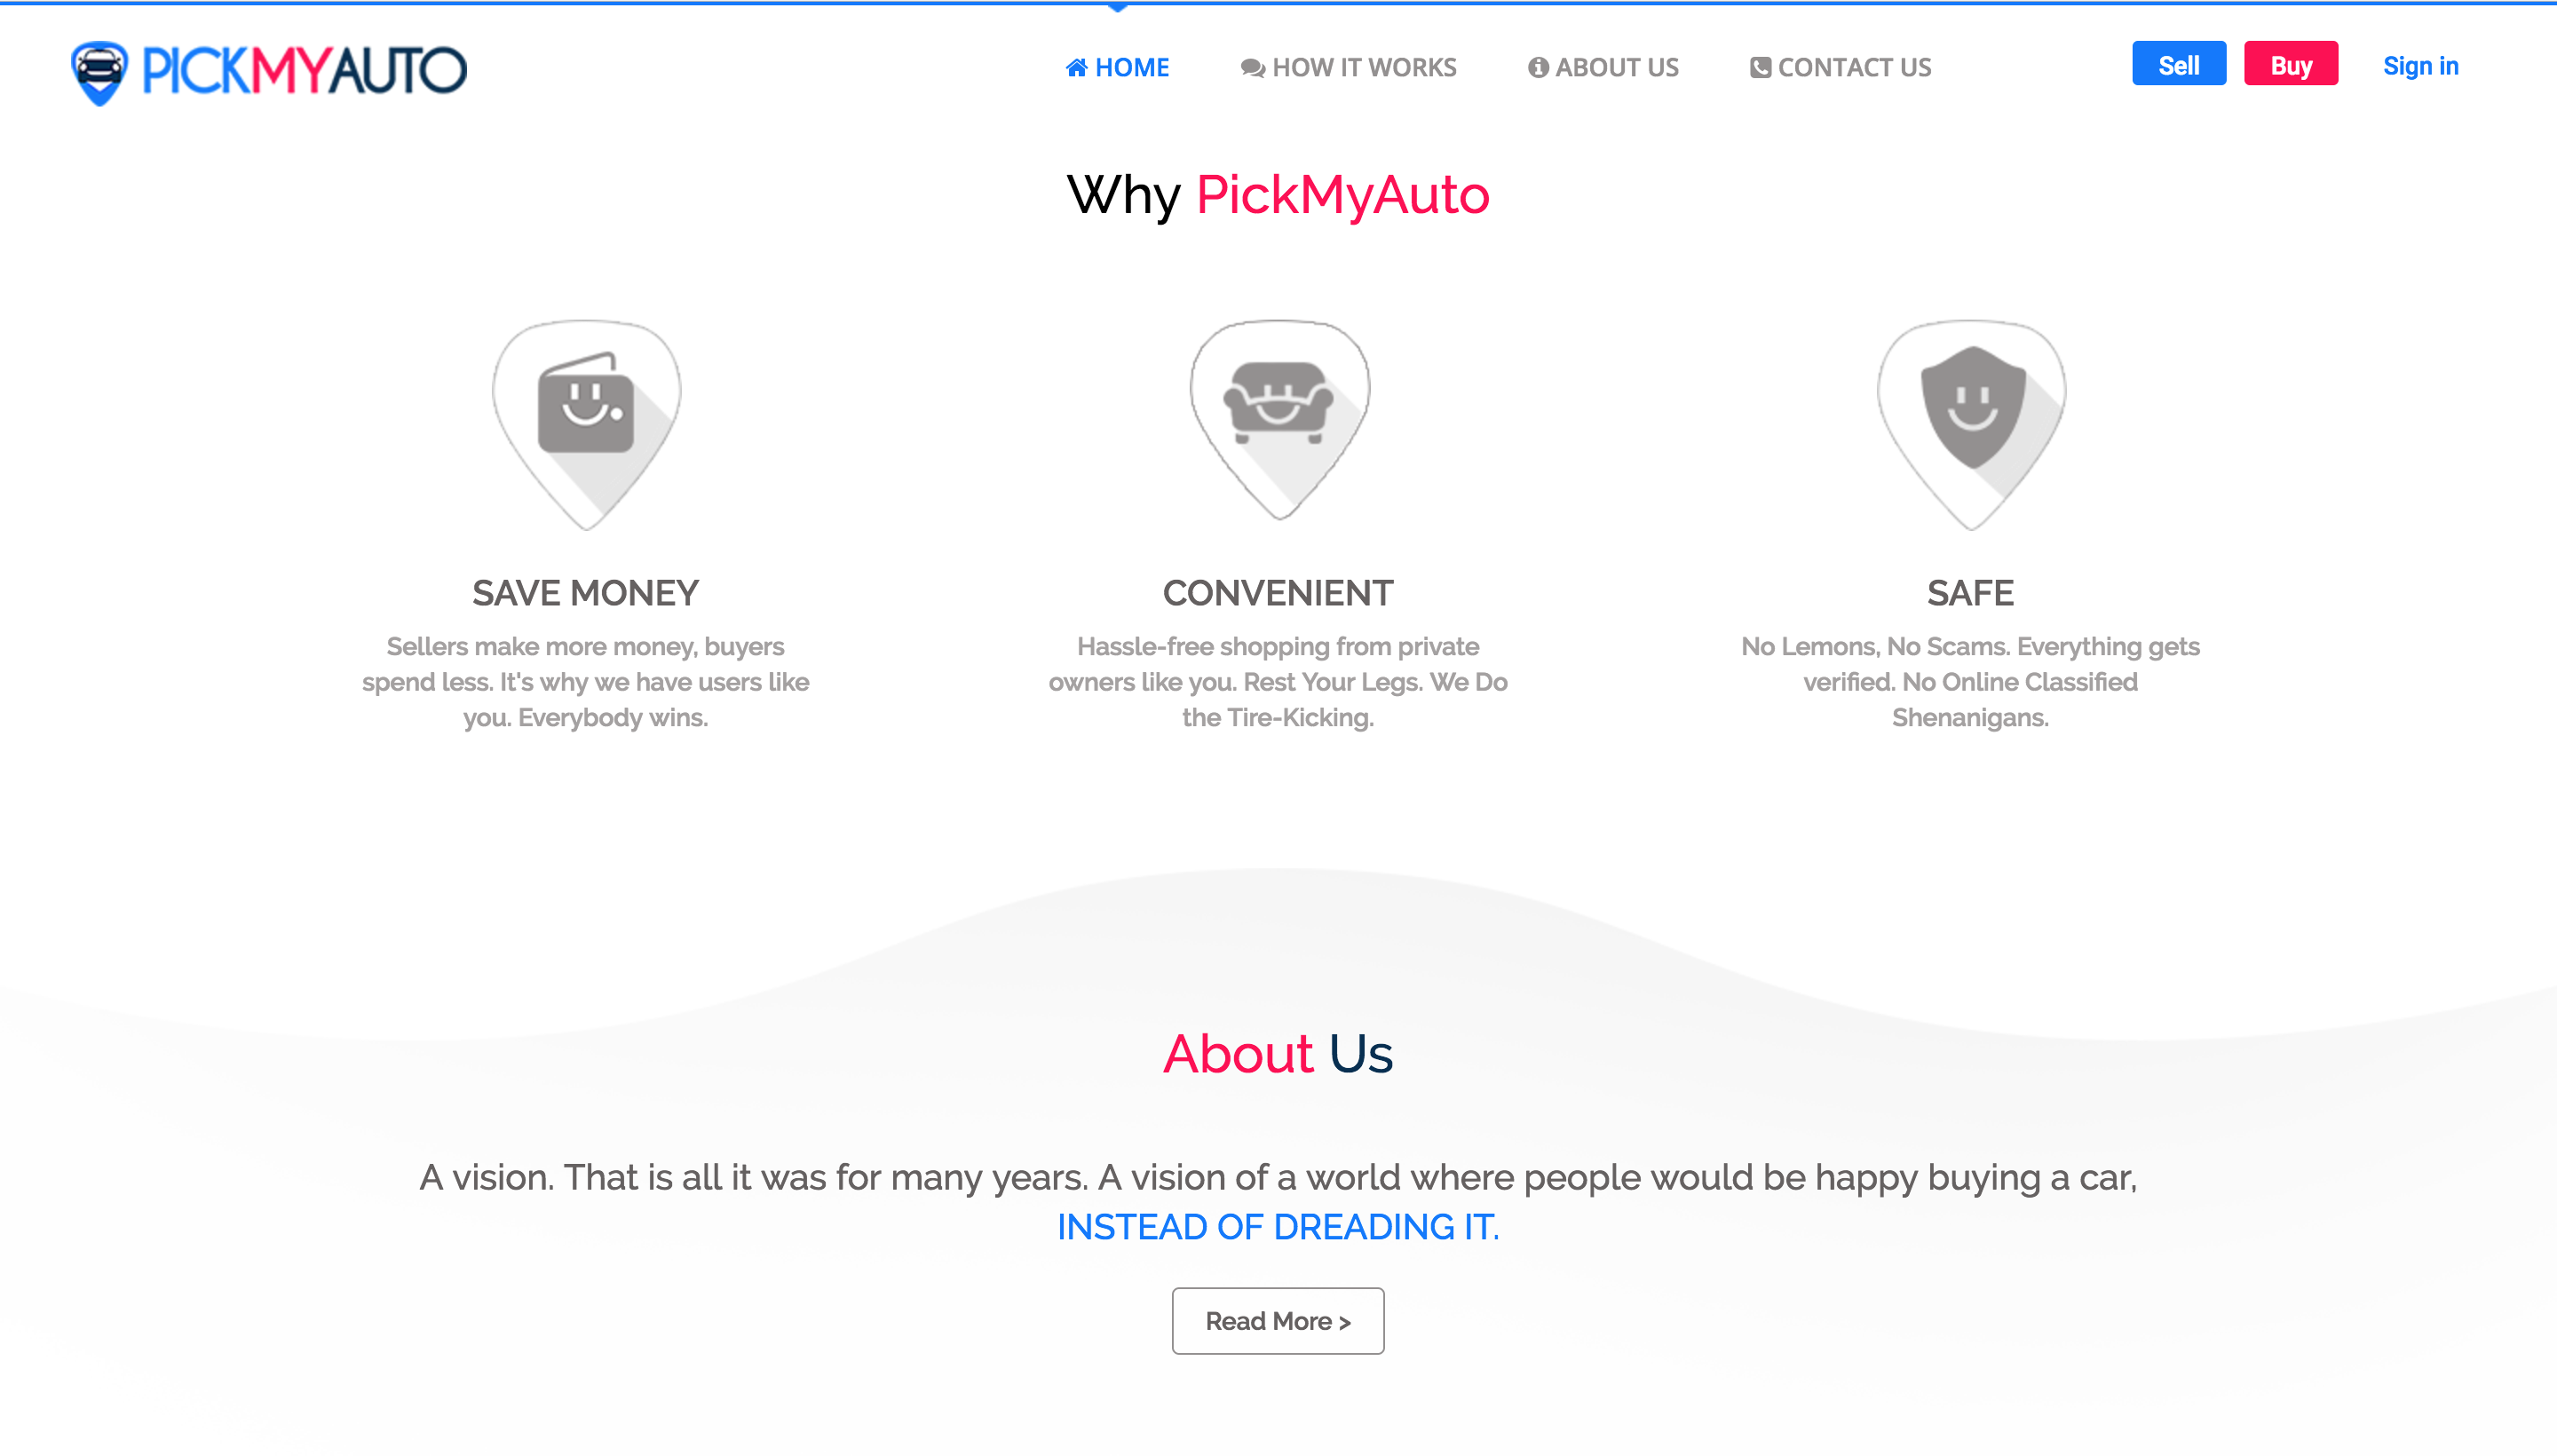 PICKMYAUTO
HOME
HOW IT WORKS
ABOUT US
CONTACT US
Sell
Buy
Sign in
Why PickMyAuto
SAVE MONEY
Sellers make more money, buyers
spend less. It's why we have users like
you. Everybody wins.
CONVENIENT
Hassle-free shopping from private
owners like you. Rest Your Legs. We Do
the Tire-Kicking.
SAFE
No Lemons, No Scams. Everything gets
verified. No Online Classified
Shenanigans.
About Us
A vision. That is all it was for many years. A vision of a world where people would be happy buying a car,
INSTEAD OF DREADING IT.
Read More >